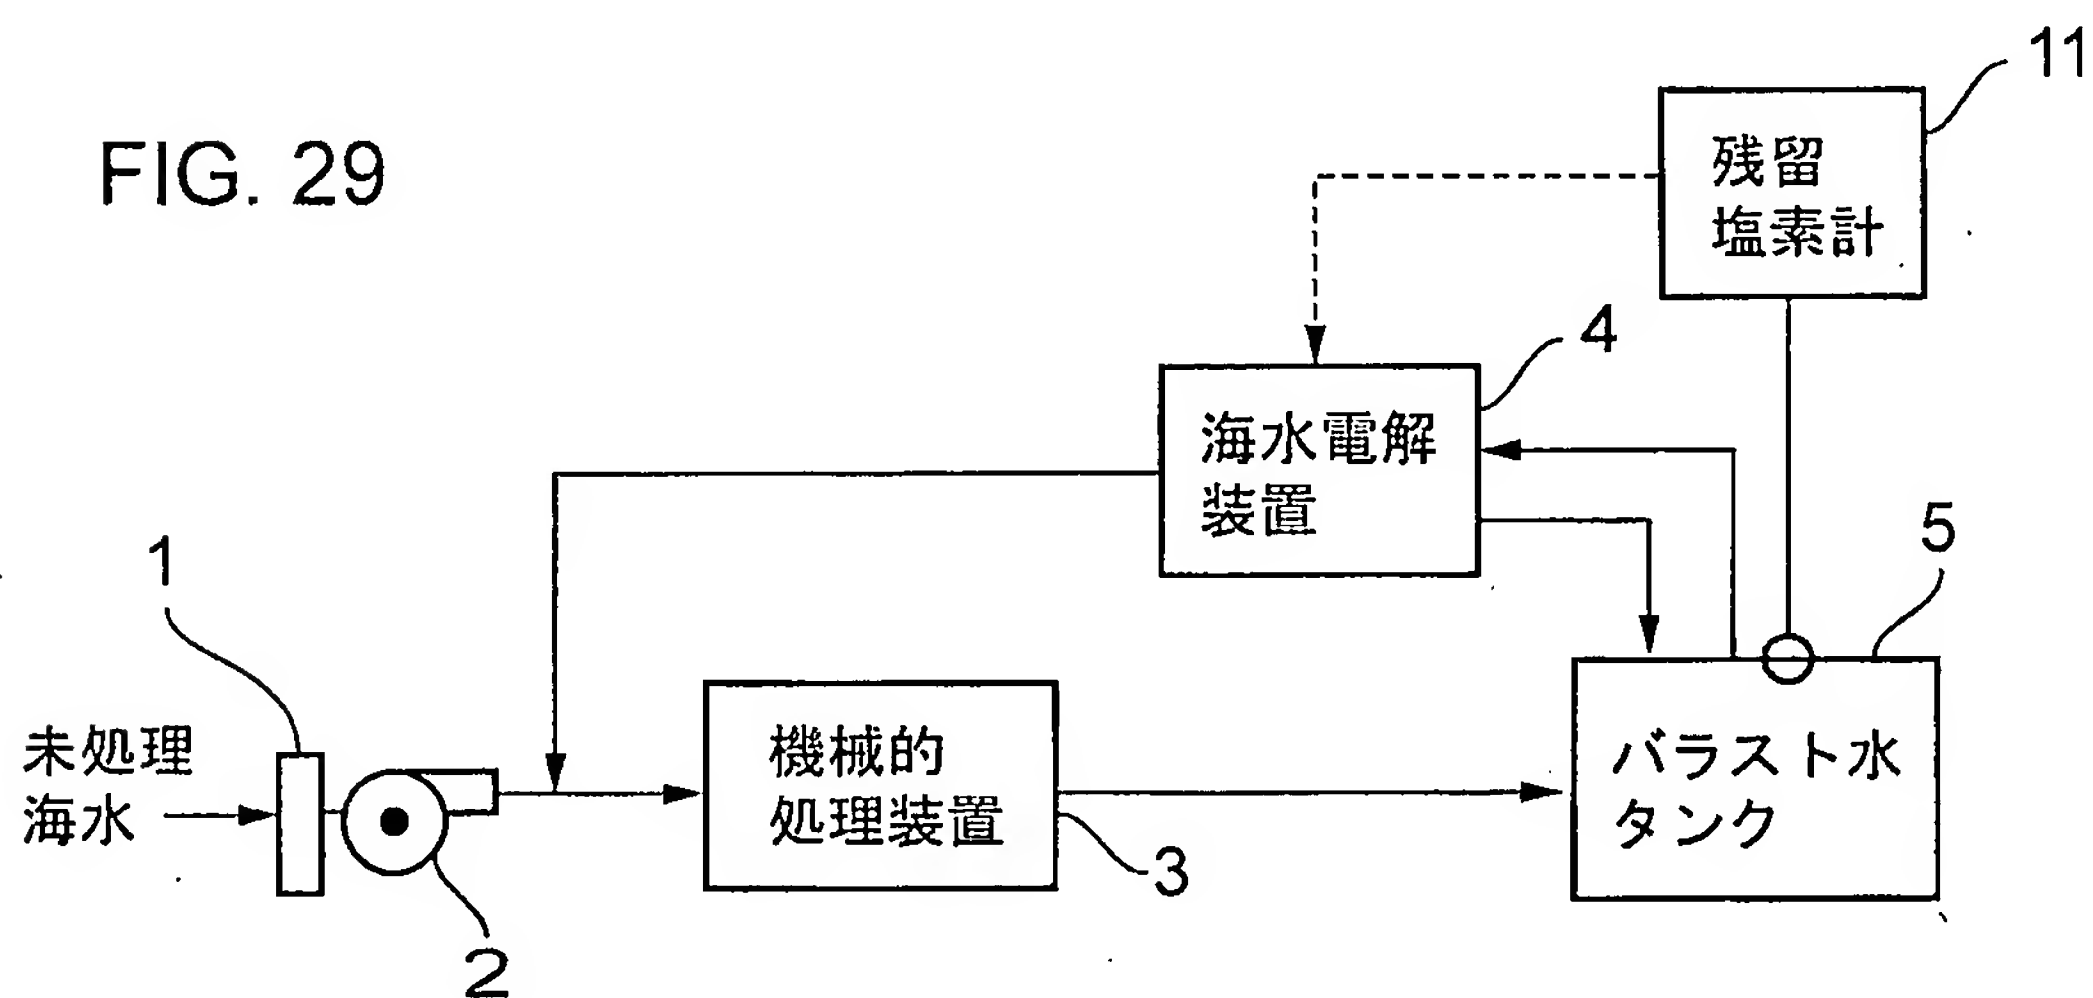 FIG. 29
11
残留
塩素計
4
海水電解
装置
5
1
未処理
海水
機械的
処理装置
バラスト水
タンク
3
2